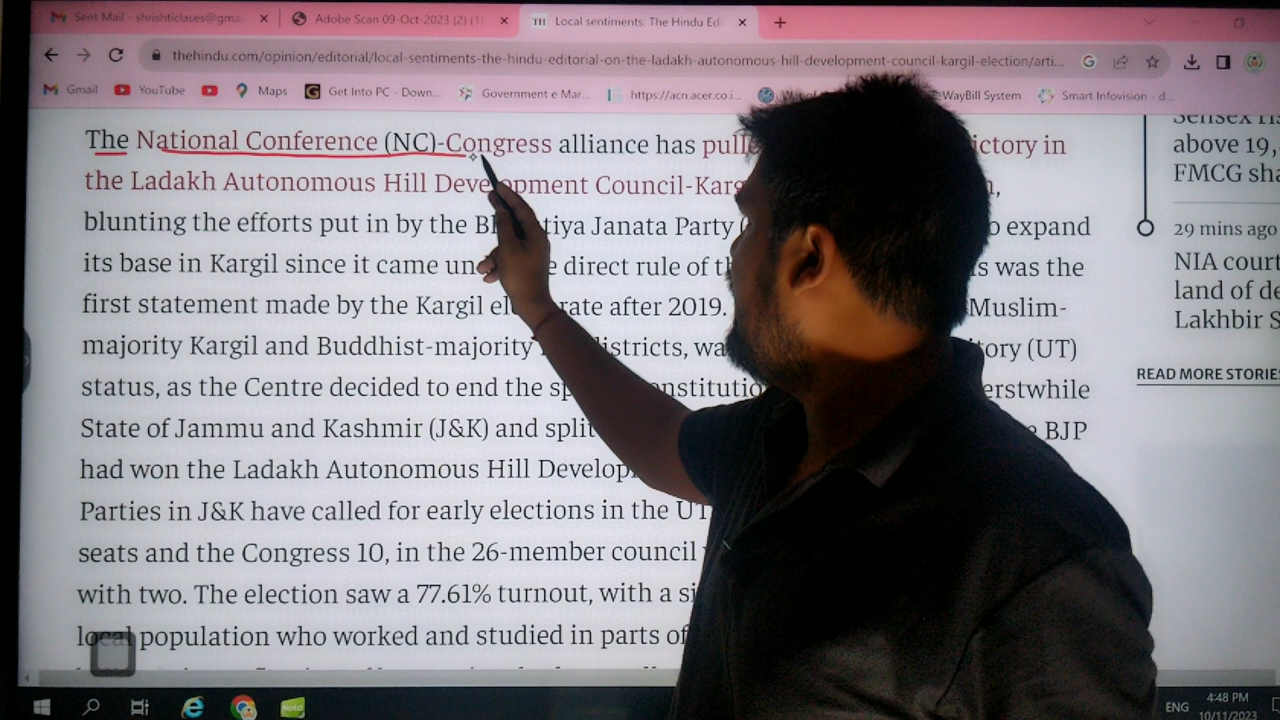 Sent Mail - shrishticlases@gma
Adobe Scan 09-Oct-2023 (2) (1)
TH Local sentiments: The Hindu Ed
thehindu.com/opinion/editorial/local-sentiments-the-hindu-editorial-on-the-ladakh-autonomous-hill-development-council-kargil-election/arti...
Gmail YouTube Maps Get Into PC - Down... Government e Mar... https://acn.acer.co.i... WayBill System Smart Infovision - d...
The National Conference (NC)-Congress alliance has ictory in
the Ladakh Autonomous Hill Development Council-Karg
blunting the efforts put in by the Bh tiya Janata Party ( expand
its base in Kargil since it came un e direct rule of s was the
first statement made by the Kargil el rate after 2019. Muslim-
majority Kargil and Buddhist-majority districts, wa tory (UT)
status, as the Centre decided to end the sp onstitutio erstwhile
State of Jammu and Kashmir (J&K) and split BJP
had won the Ladakh Autonomous Hill Develop
Parties in J&K have called for early elections in the UT
seats and the Congress 10, in the 26-member council
with two. The election saw a 77.61% turnout, with a si
local population who worked and studied in parts of
Sensex
above 19,
FMCG sha
29 mins ago
NIA court
land of de
Lakhbir S
READ MORE STORIES
Note
ENG 4:48 PM
10/11/2023